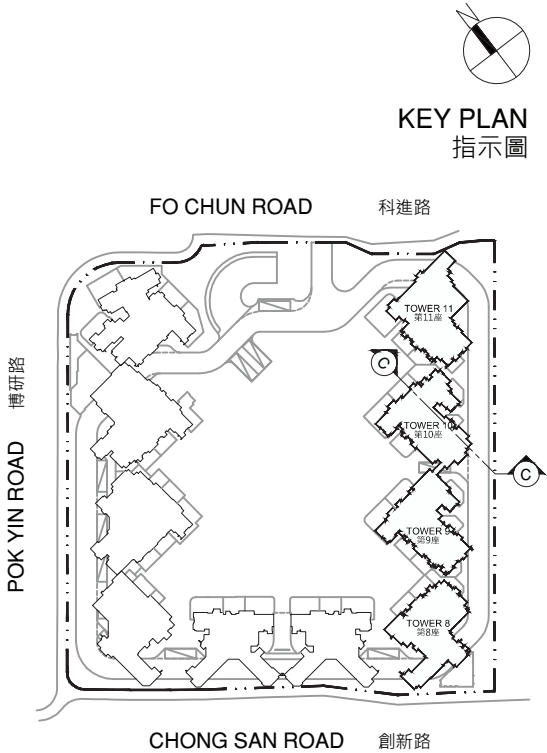 KEY PLAN
指示圖
FO CHUN ROAD 科進路
TOWER 11
第11座
C
TOWER 10
第10座
C
POK YIN ROAD 博研路
TOWER 9
第9座
TOWER 8
第8座
CHONG SAN ROAD 創新路